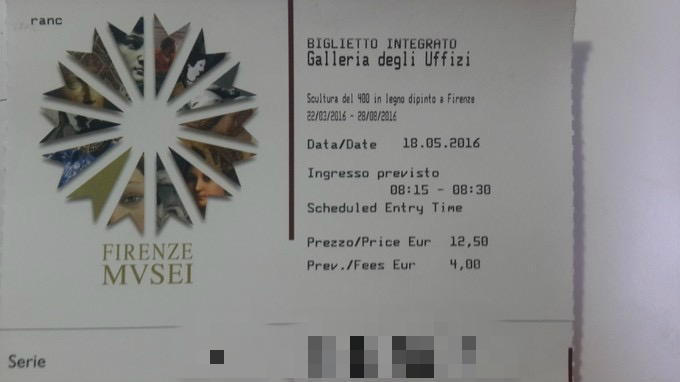 ranc
BIGLIETTO INTEGRATO
Galleria degli Uffizi
Scultura del 400 in legno dipinto a Firenze
22/03/2016 - 28/08/2016
Data/Date 18.05.2016
Ingresso previsto
08:15 - 08:30
Scheduled Entry Time
Prezzo/Price Eur 12,50
Prev./Fees Eur 4,00
FIRENZE
MVSEI
Serie